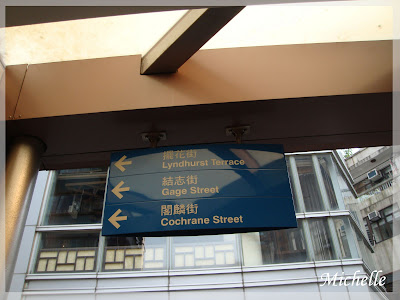 擺花街
Lyndhurst Terrace
結志街
Gage Street
閣麟街
Cochrane Street
Michelle